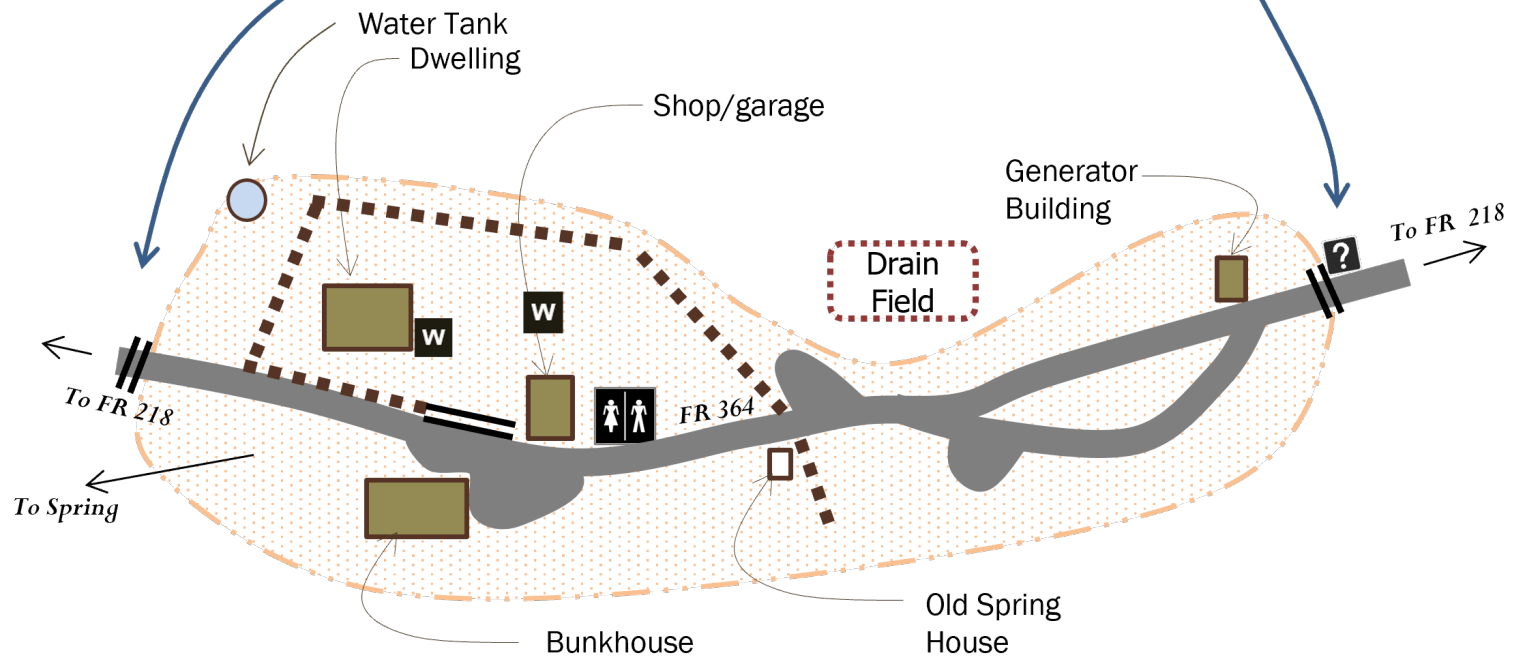 Water Tank
Dwelling
Shop/garage
Generator
Building
To FR 218
?
Drain
Field
W
W
To FR 218
FR 364
To Spring
Old Spring
House
Bunkhouse